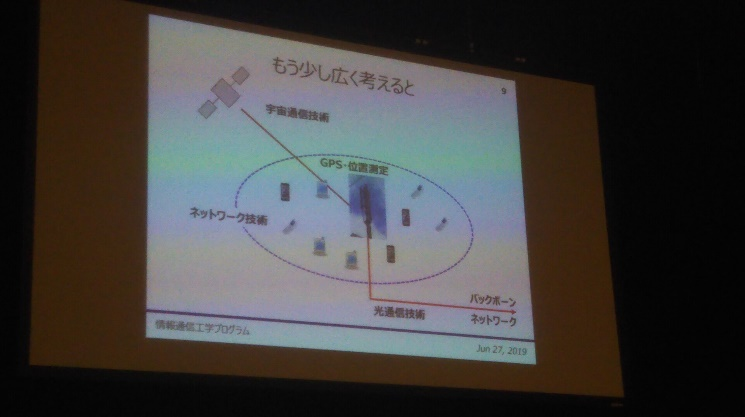 もう少し広く考えると
9
宇宙通信技術
GPS・位置測定
ネットワーク技術
バックボーン
光通信技術
ネットワーク
情報通信工学プログラム
Jun 27, 2019